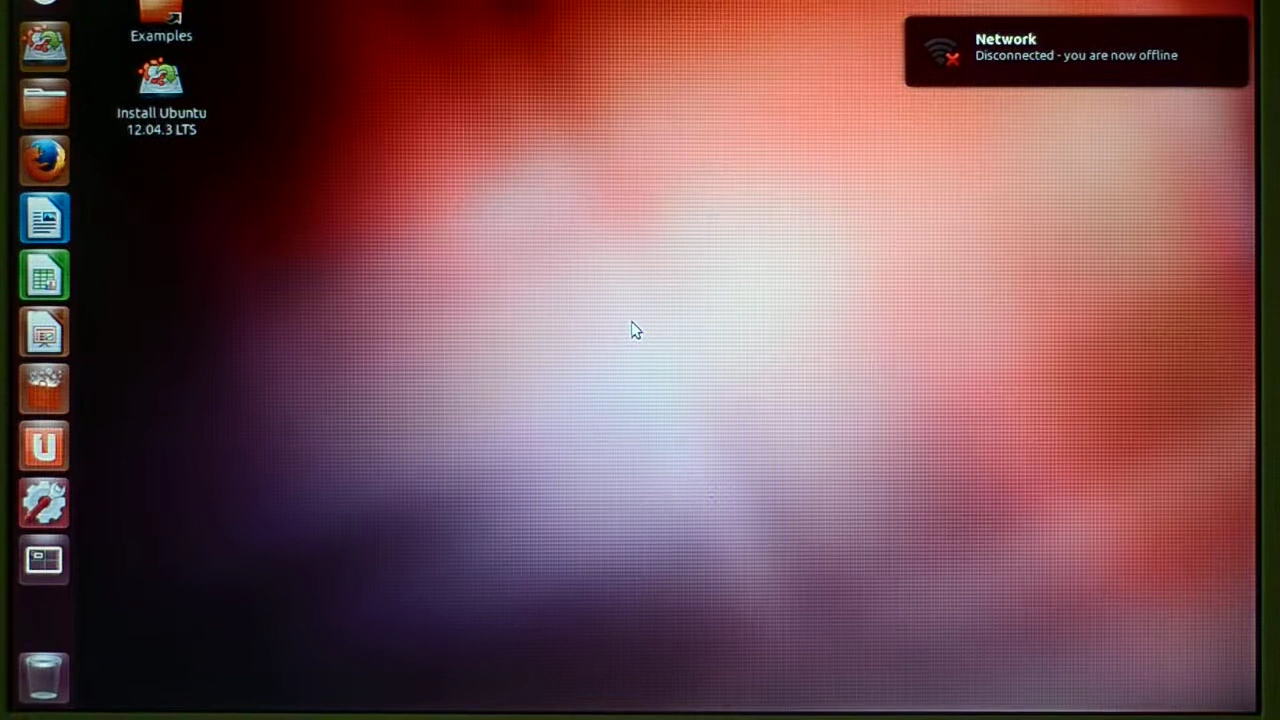 Examples
Install Ubuntu
12.04.3 LTS
Network
Disconnected - you are now offline
U